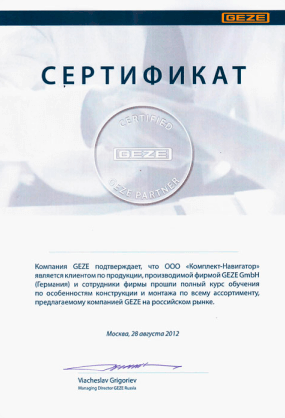 GEZE
СЕРТИФИКАТ
CERTIFIED
GEZE
GEZE PARTNER
Компания GEZE подтверждает, что ООО «Комплект-Навигатор»
является клиентом по продукции, производимой фирмой GEZE GmbH
(Германия) и сотрудники фирмы прошли полный курс обучения
по особенностям конструкции и монтажа по всему ассортименту,
предлагаемому компанией GEZE на российском рынке.
Москва, 28 августа 2012
Viacheslav Grigoriev
Managing Director GEZE Russia